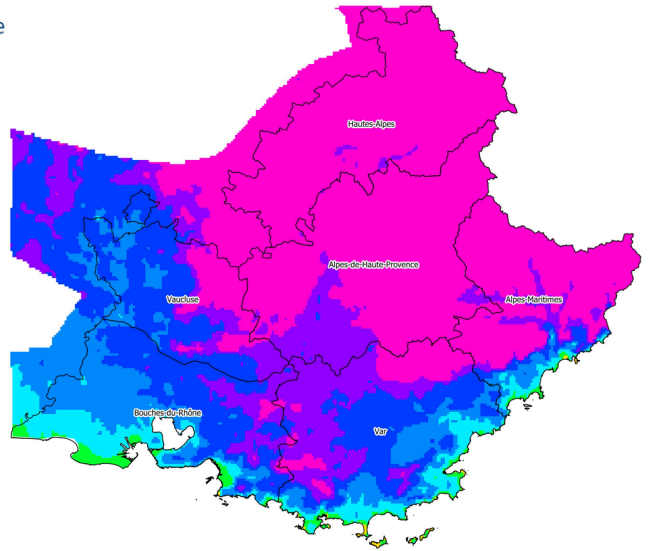 e
Hautes-Alpes
Alpes-de-Haute-Provence
Vaucluse
Alpes-Maritimes
Bouches-du-Rhône
Var